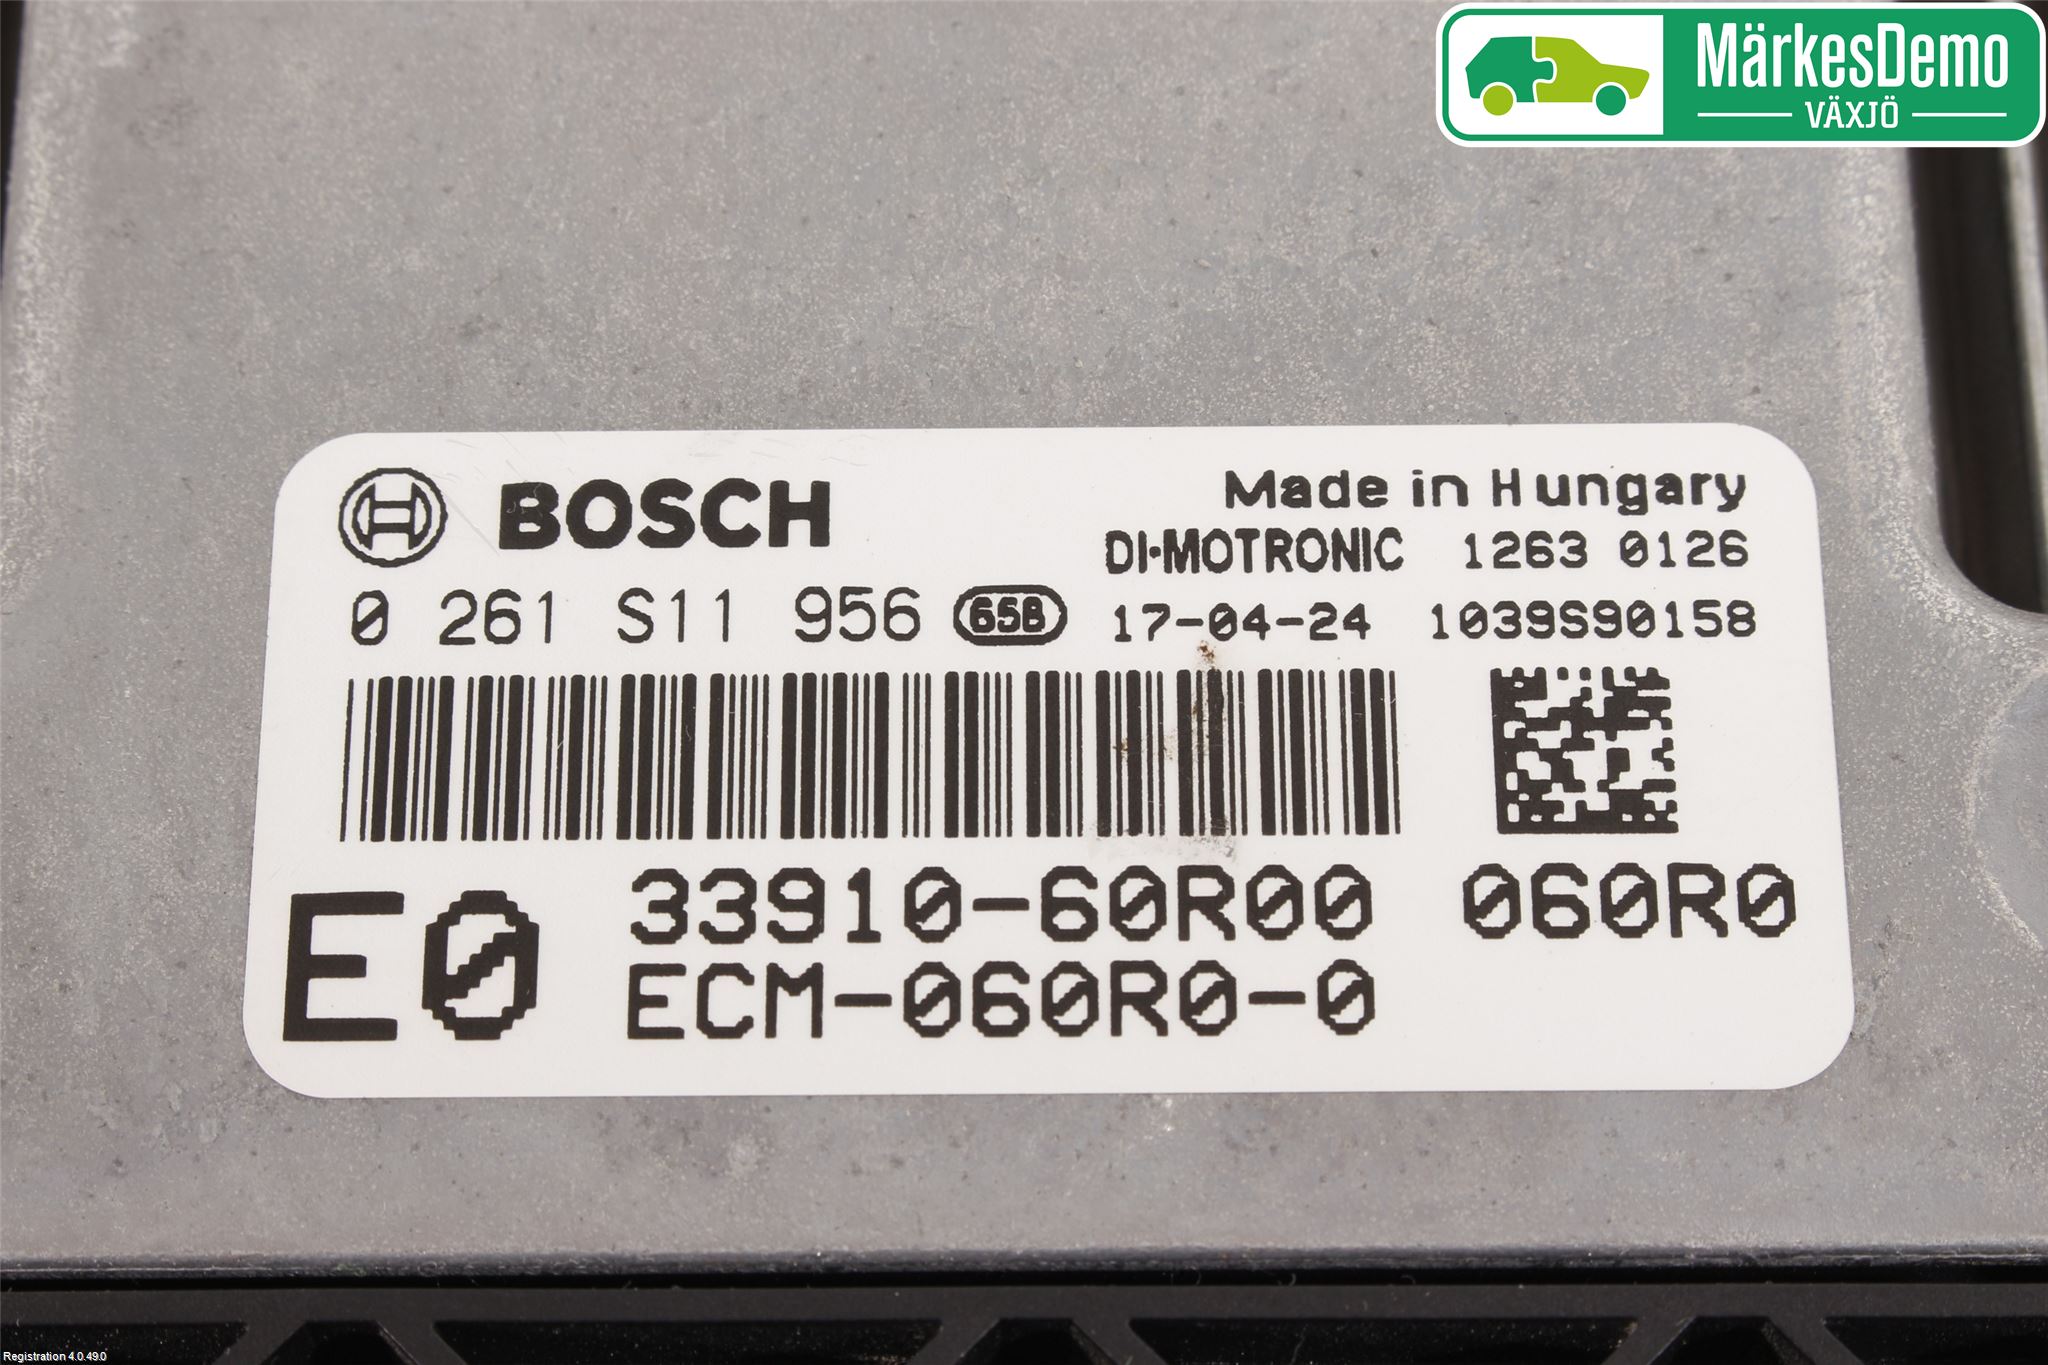 MärkesDemo
VÄXJÖ
BOSCH
Made in Hungary
DI·MOTRONIC 1263 0126
0 261 S11 956 65B 17-04-24 1039S90158
E0
33910-60R00 060R0
ECM-060R0-0
Registration 4.0.49.0